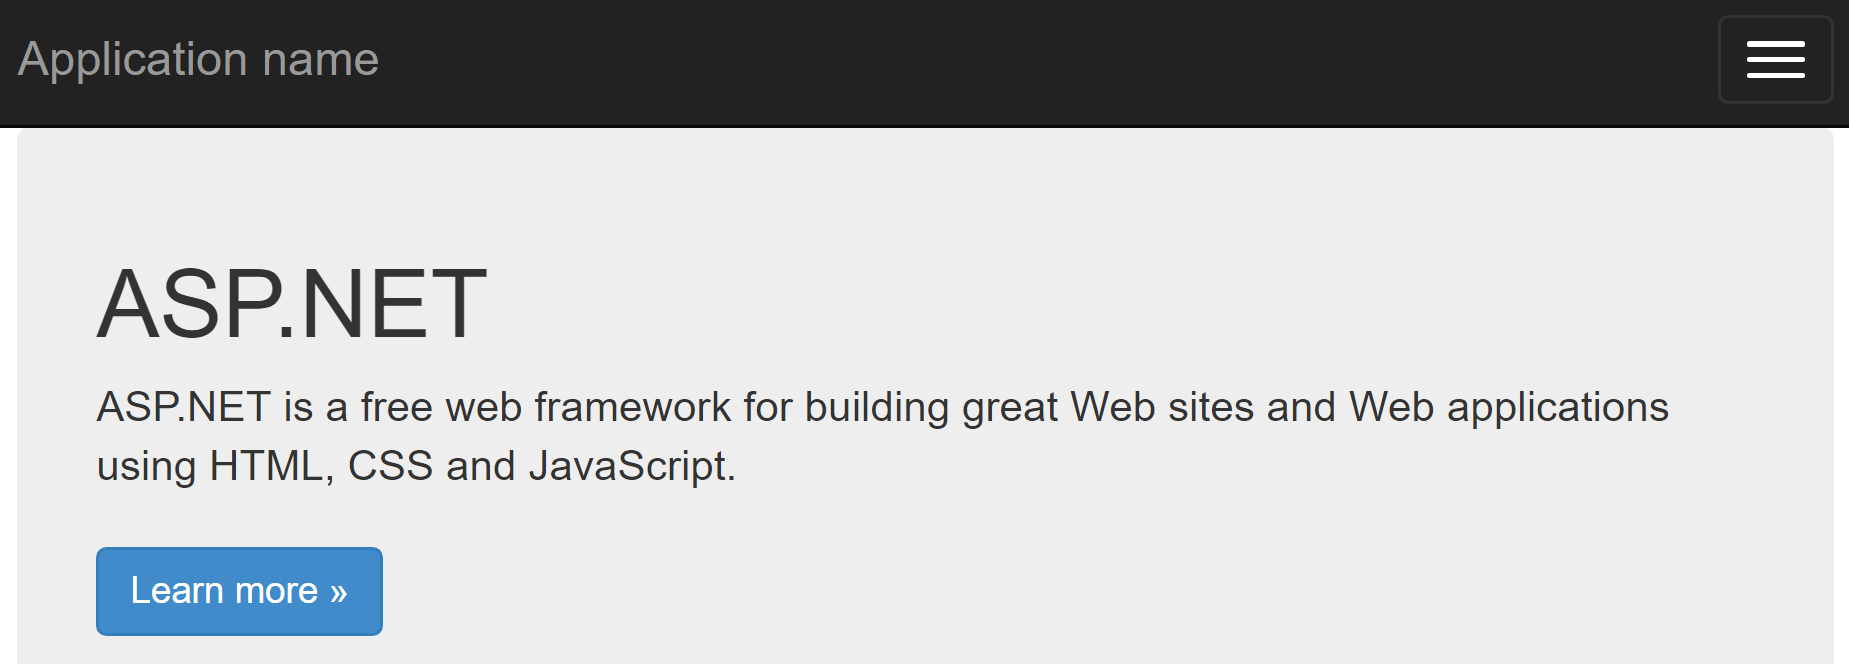 Application name
ASP.NET
ASP.NET is a free web framework for building great Web sites and Web applications
using HTML, CSS and JavaScript.
Learn more »